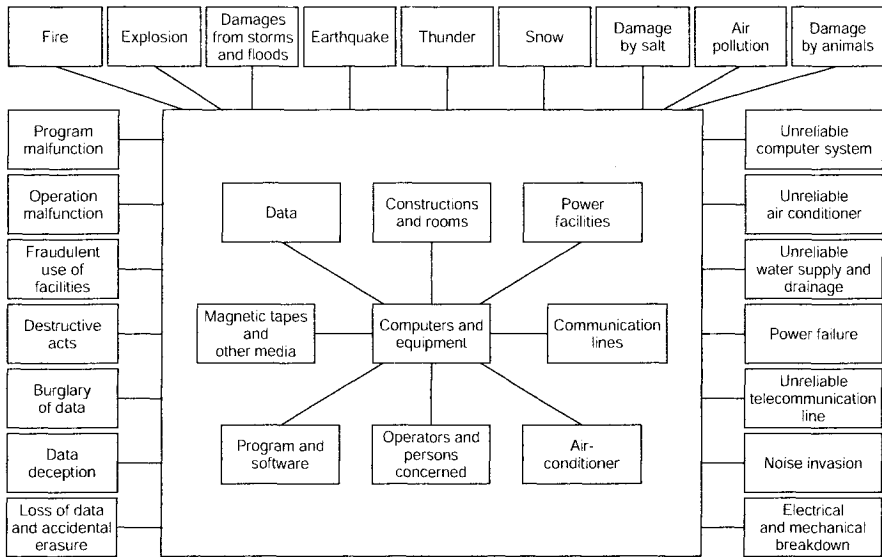 Fire
Explosion
Damages
from storms
and floods
Earthquake
Thunder
Snow
Damage
by salt
Air
pollution
Damage
by animals
Program
malfunction
Operation
malfunction
Fraudulent
use of
facilities
Destructive
acts
Burglary
of data
Data
deception
Loss of data
and accidental
erasure
Data
Constructions
and rooms
Power
facilities
Magnetic tapes
and
other media
Computers and
equipment
Communication
lines
Program and
software
Operators and
persons
concerned
Air-
conditioner
Unreliable
computer system
Unreliable
air conditioner
Unreliable
water supply and
drainage
Power failure
Unreliable
telecommunication
line
Noise invasion
Electrical
and mechanical
breakdown